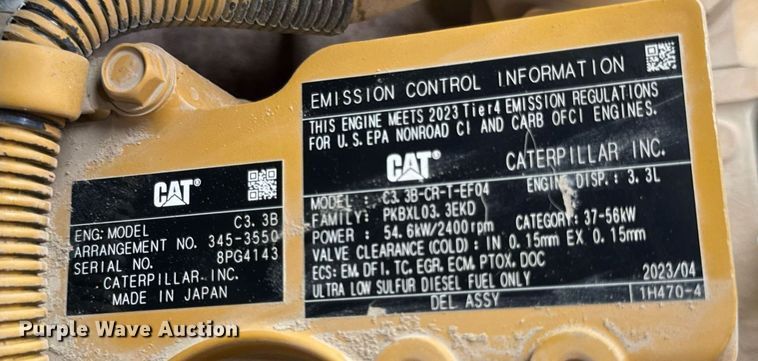 CAT®
ENG. MODEL C3. 3B
ARRANGEMENT NO. 345-3550
SERIAL NO. 8PG4143
CATERPILLAR INC.
MADE IN JAPAN
EMISSION CONTROL INFORMATION
THIS ENGINE MEETS 2023 Tier4 EMISSION REGULATIONS
FOR U.S.EPA NONROAD CI AND CARB OFCI ENGINES.
CAT® CATERPILLAR INC.
MODEL : C3. 3B-CR-T-EF04 ENGINE DISP.: 3. 3L
FAMILY: PKBXL03. 3EKD
POWER : 54. 6kW/2400rpm CATEGORY: 37-56kW
VALVE CLEARANCE (COLD) : IN 0. 15mm EX 0. 15mm
ECS: EM, DFI, TC, EGR, ECM, PTOX, DOC
ULTRA LOW SULFUR DIESEL FUEL ONLY 2023/04
DEL ASSY 1H470-4
Purple Wave Auction